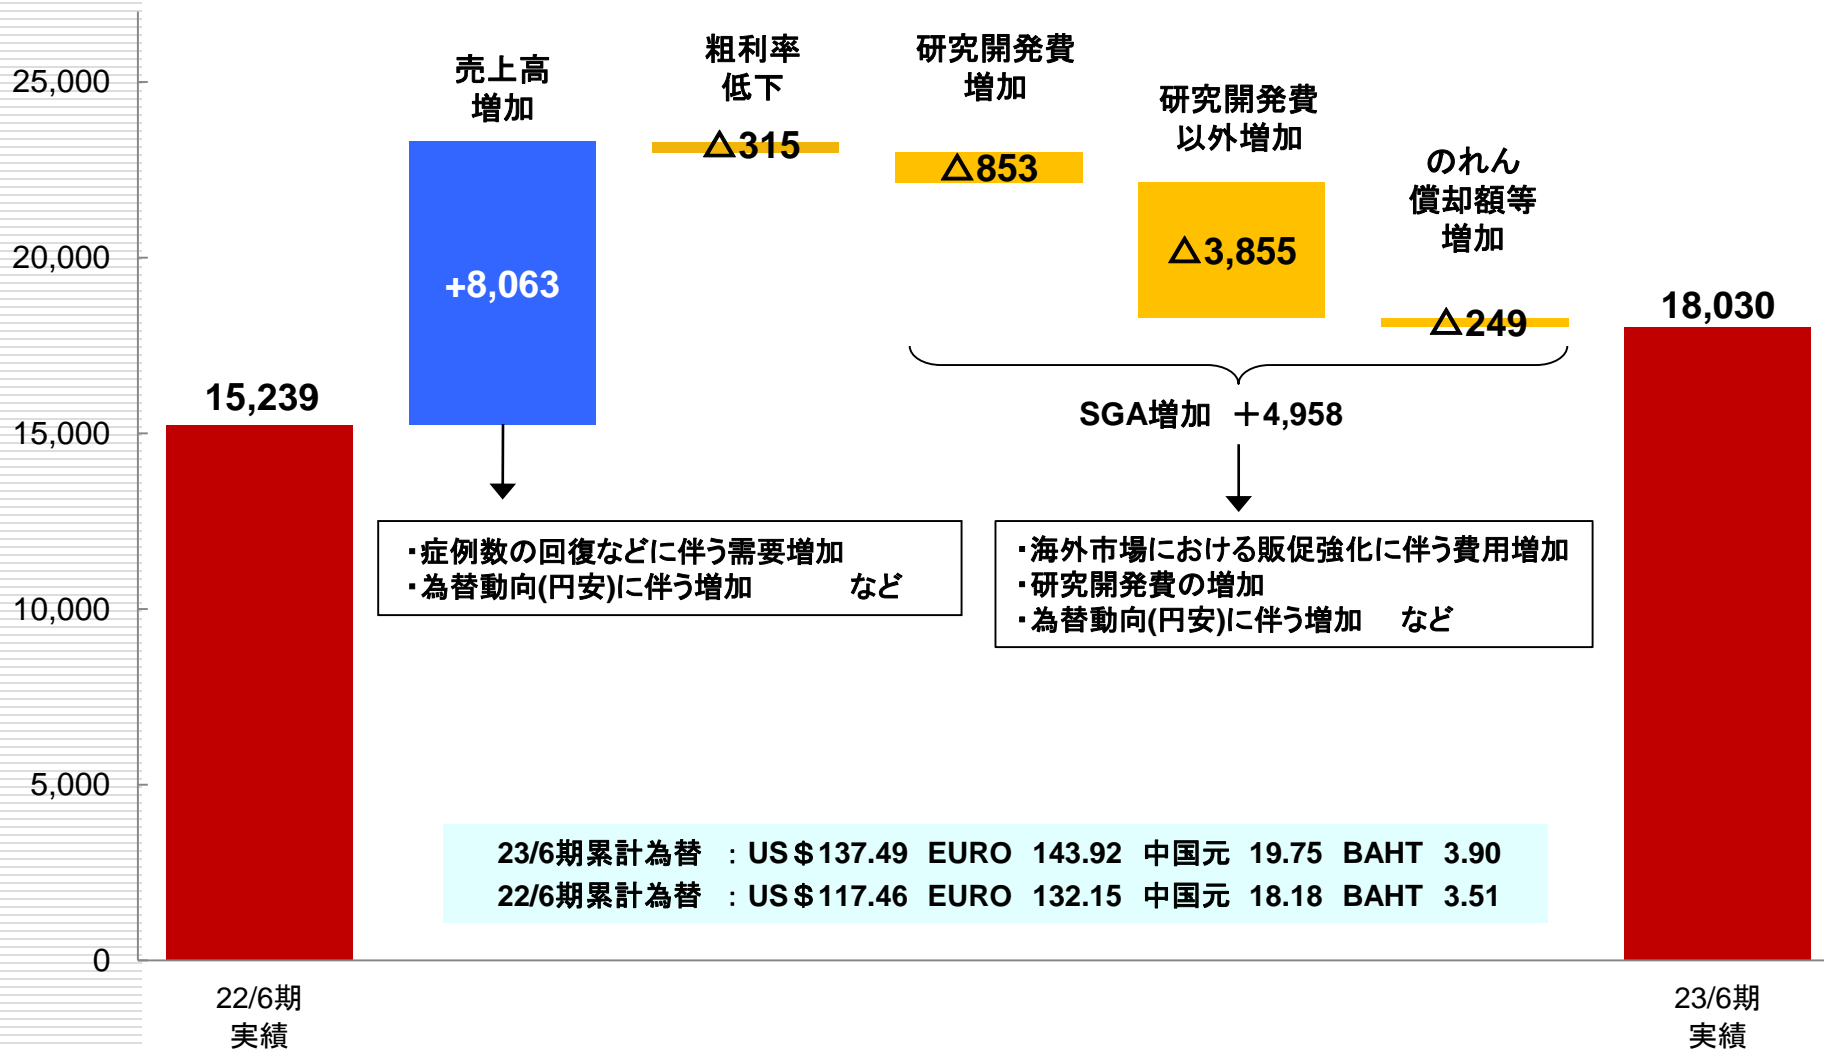 売上高
増加
粗利率
低下
研究開発費
増加
研究開発費
以外増加
のれん
償却額等
増加
25,000
20,000
15,000
10,000
5,000
0
15,239
+8,063
△315
△853
△3,855
△249
18,030
SGA増加 ＋4,958
・症例数の回復などに伴う需要増加
・為替動向(円安)に伴う増加 など
・海外市場における販促強化に伴う費用増加
・研究開発費の増加
・為替動向(円安)に伴う増加 など
23/6期累計為替 ：US＄137.49 EURO 143.92 中国元 19.75 BAHT 3.90
22/6期累計為替 ：US＄117.46 EURO 132.15 中国元 18.18 BAHT 3.51
22/6期
実績
23/6期
実績